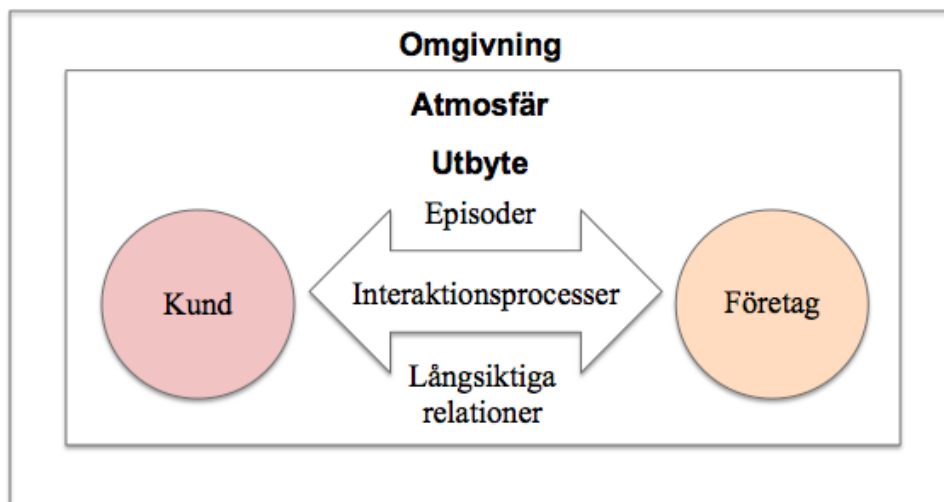 Omgivning
Atmosfär
Utbyte
Episoder
Kund
Interaktionsprocesser
Företag
Långsiktiga
relationer